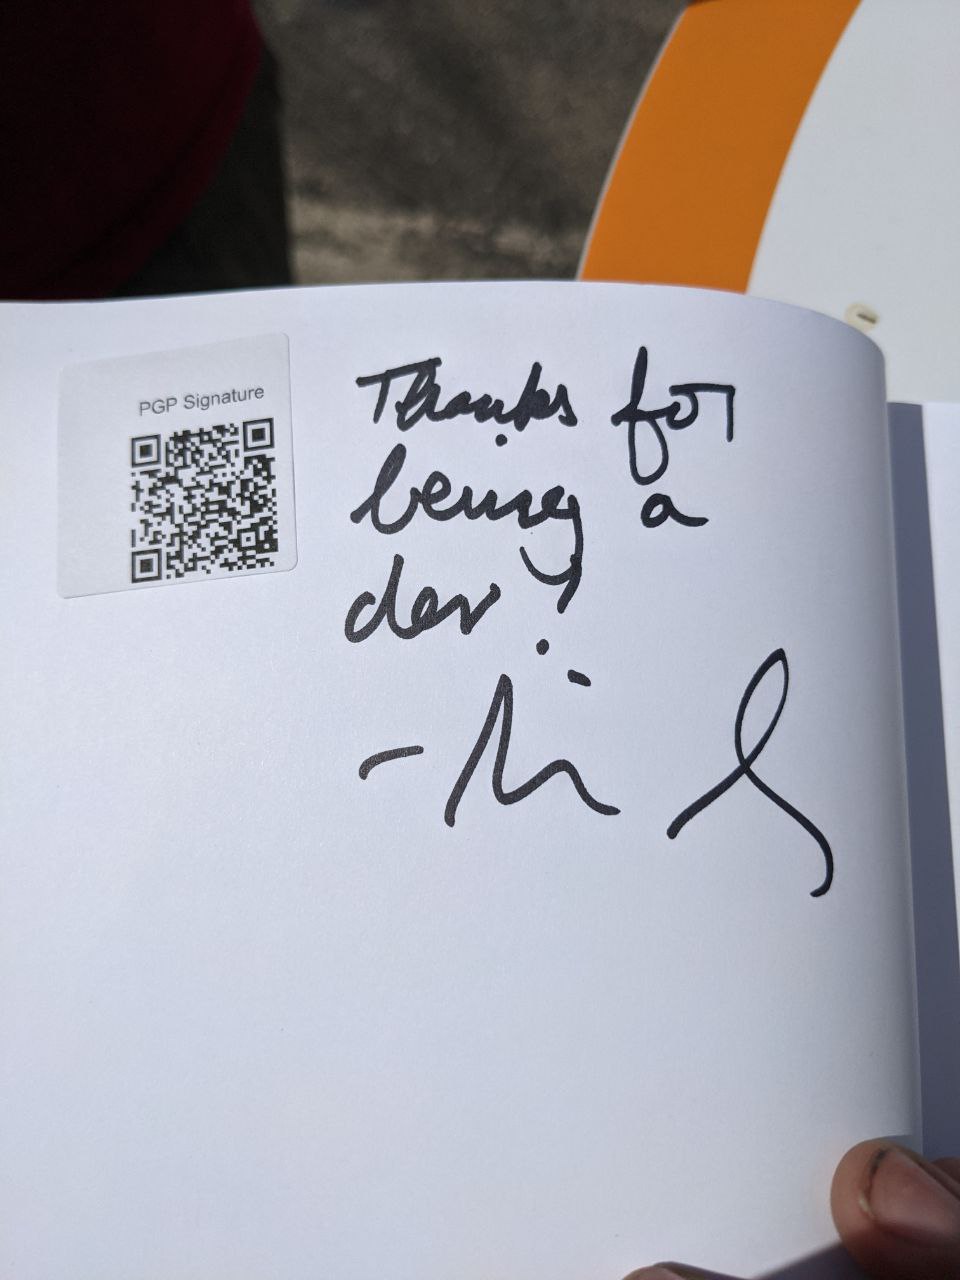 PGP Signature
Thanks for
being a
dev!